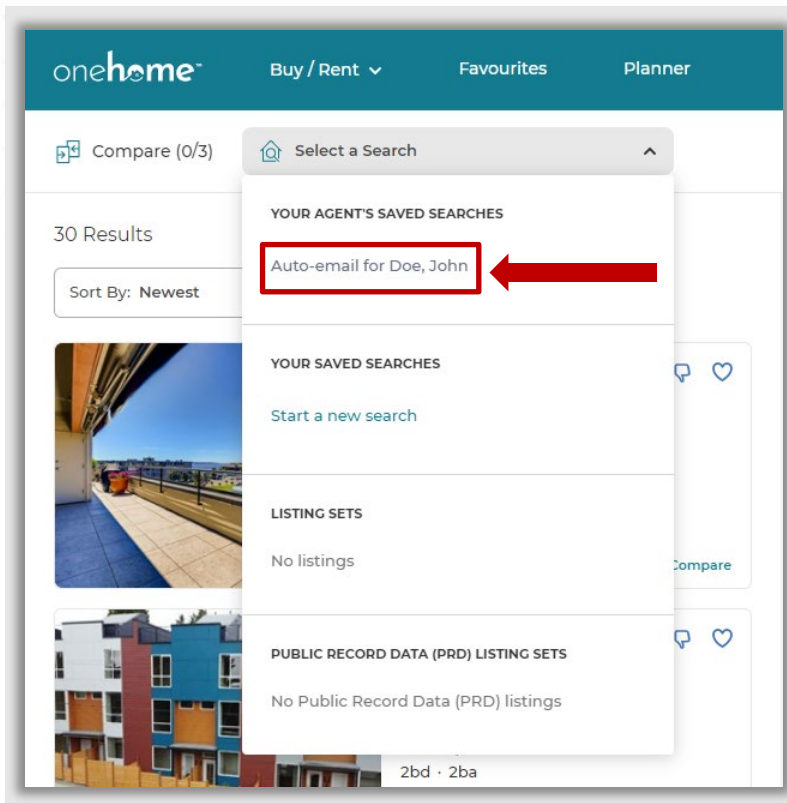 onehome™
Buy / Rent
Favourites
Planner
Compare (0/3)
Select a Search
30 Results
Sort By: Newest
YOUR AGENT'S SAVED SEARCHES
Auto-email for Doe, John
YOUR SAVED SEARCHES
Start a new search
LISTING SETS
No listings
Compare
PUBLIC RECORD DATA (PRD) LISTING SETS
No Public Record Data (PRD) listings
2bd · 2ba